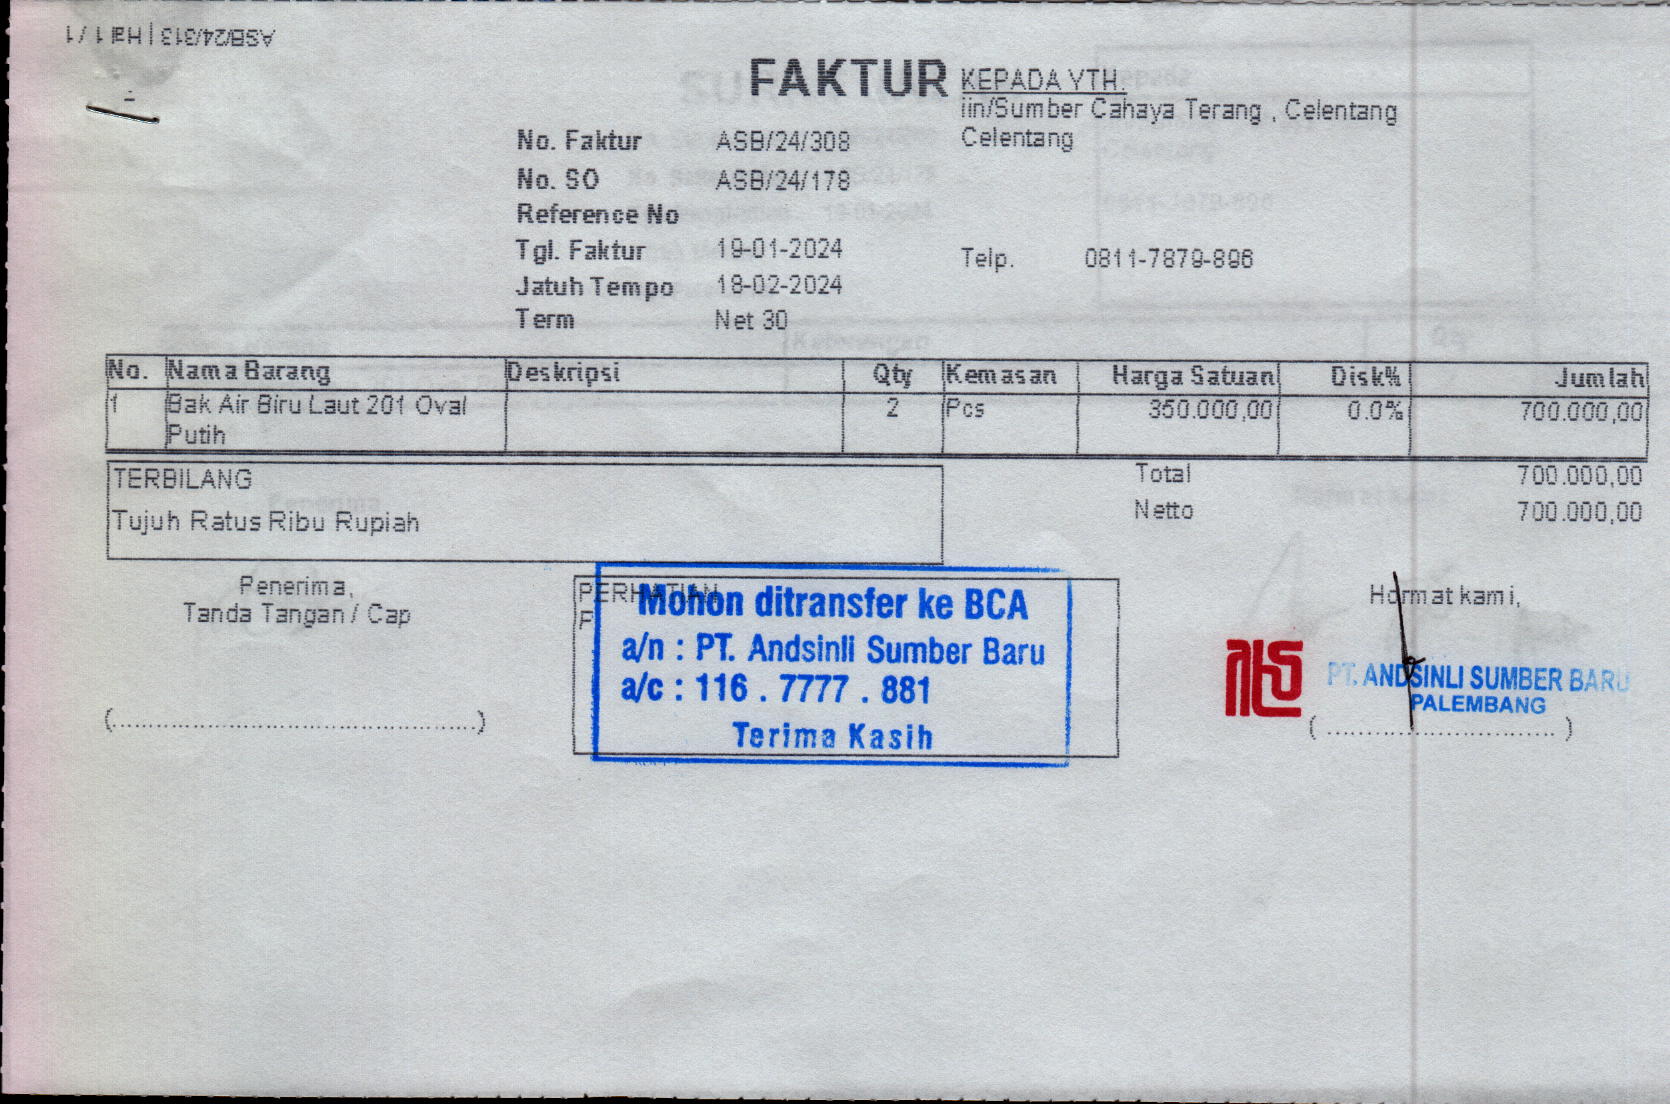 ASB/24/313 | Hal 1 / 1
FAKTUR
KEPADA YTH.
iin/Sumber Cahaya Terang , Celentang
Celentang
No. Faktur ASB/24/308
No. SO ASB/24/178
Reference No
Tgl. Faktur 19-01-2024
Telp. 0811-7879-896
Jatuh Tempo 18-02-2024
Term Net 30
No. Nama Barang Deskripsi Qty Kemasan Harga Satuan Disk% Jumlah
1 Bak Air Biru Laut 201 Oval 2 Pcs 350.000,00 0.0% 700.000,00
Putih
TERBILANG
Tujuh Ratus Ribu Rupiah
Total 700.000,00
Netto 700.000,00
Penerima,
Tanda Tangan / Cap
(....................................................)
PERHATIAN
P
Mohon ditransfer ke BCA
a/n : PT. Andsinli Sumber Baru
a/c : 116 . 7777 . 881
Terima Kasih
Hormat kami,
PT. ANDSINLI SUMBER BARU
PALEMBANG
( ............................. )